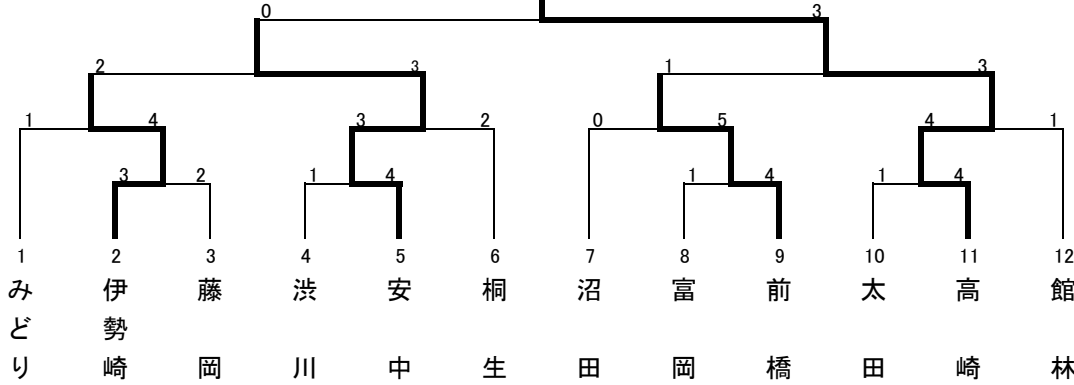 0 3
2 3 1 3
1 4 3 2 0 5 4 1
3 2 1 4 1 4 1 4
1 2 3 4 5 6 7 8 9 10 11 12
みどり
伊勢崎
藤岡
渋川
安中
桐生
沼田
富岡
前橋
太田
高崎
館林